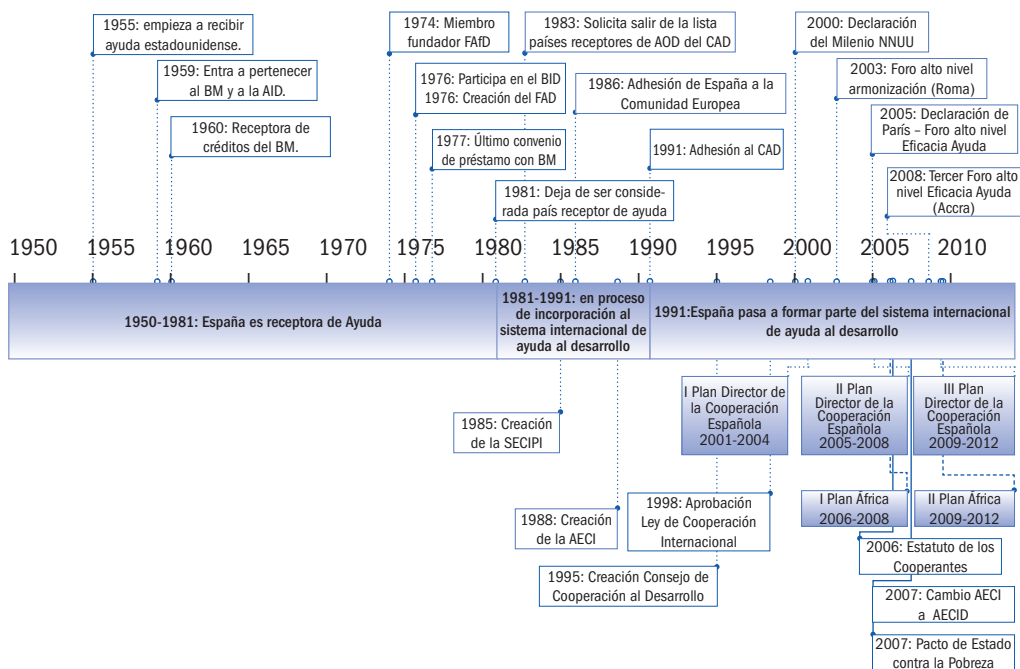 1955: empieza a recibir
ayuda estadounidense.
1959: Entra a pertenecer
al BM y a la AID.
1960: Receptora de
créditos del BM.
1974: Miembro
fundador FAfD
1976: Participa en el BID
1976: Creación del FAD
1977: Último convenio
de préstamo con BM
1981: Deja de ser conside-
rada país receptor de ayuda
1983: Solicita salir de la lista
países receptores de AOD del CAD
1986: Adhesión de España a la
Comunidad Europea
1991: Adhesión al CAD
2000: Declaración
del Milenio NNUU
2003: Foro alto nivel
armonización (Roma)
2005: Declaración de
París – Foro alto nivel
Eficacia Ayuda
2008: Tercer Foro alto
nivel Eficacia Ayuda
(Accra)
1950 1955 1960 1965 1970 1975 1980 1985 1990 1995 2000 2005 2010
1950-1981: España es receptora de Ayuda
1981-1991: en proceso
de incorporación al
sistema internacional de
ayuda al desarrollo
1991:España pasa a formar parte del sistema internacional
de ayuda al desarrollo
1985: Creación
de la SECIPI
1988: Creación
de la AECI
1995: Creación Consejo de
Cooperación al Desarrollo
1998: Aprobación
Ley de Cooperación
Internacional
I Plan Director de
la Cooperación
Española
2001-2004
II Plan
Director de la
Cooperación
Española
2005-2008
III Plan
Director de la
Cooperación
Española
2009-2012
I Plan África
2006-2008
II Plan África
2009-2012
2006: Estatuto de los
Cooperantes
2007: Cambio AECI
a AECID
2007: Pacto de Estado
contra la Pobreza